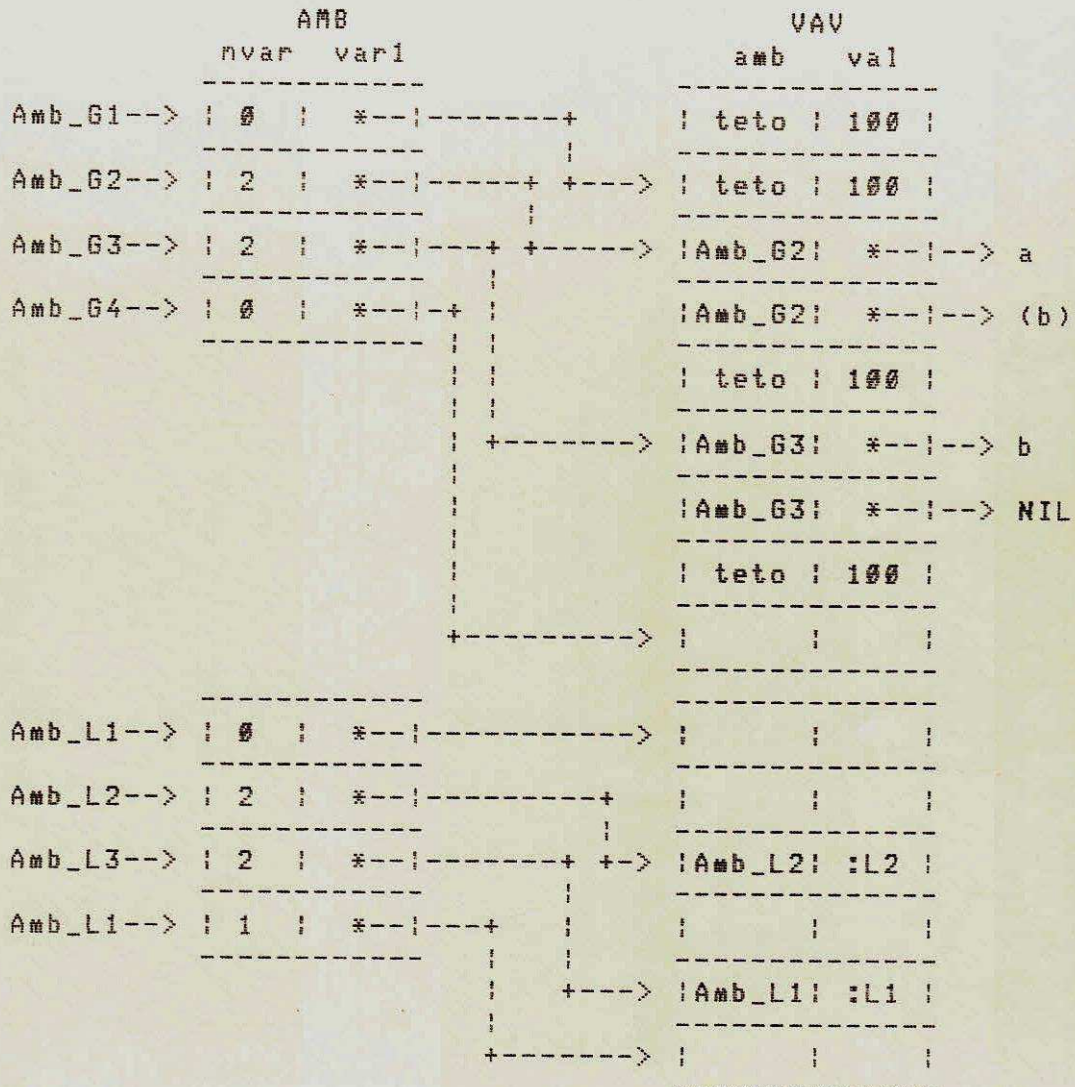 AMB VAV
nvar var1 amb val
Amb_G1--> | 0 | *--|-------+ | teto | 100 |
Amb_G2--> | 2 | *--|-----+ +---> | teto | 100 |
Amb_G3--> | 2 | *--|---+ +-----> |Amb_G2| *--|--> a
Amb_G4--> | 0 | *--|-+ |Amb_G2| *--|--> (b)
| teto | 100 |
+-------> |Amb_G3| *--|--> b
|Amb_G3| *--|--> NIL
| teto | 100 |
+---------> | | |
Amb_L1--> | 0 | *--|------------> | | |
Amb_L2--> | 2 | *--|---------+ | | |
Amb_L3--> | 2 | *--|-------+ +-> |Amb_L2| :L2 |
Amb_L1--> | 1 | *--|---+ | | |
+---> |Amb_L1| :L1 |
+-------> | | |